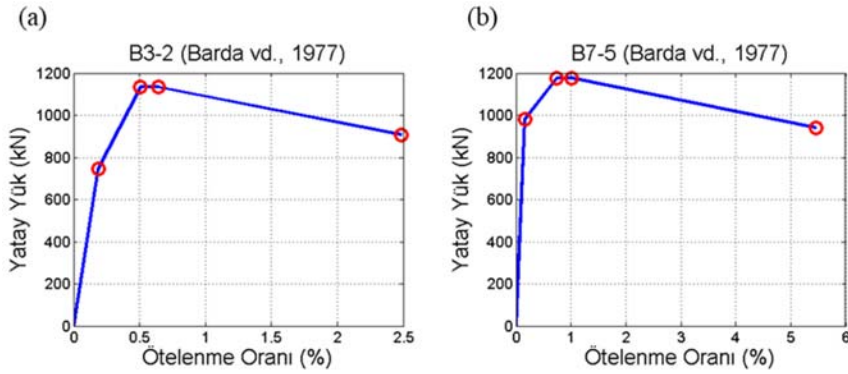 (a)
B3-2 (Barda vd., 1977)
Yatay Yük (kN)
1200
1000
800
600
400
200
0
0 0.5 1 1.5 2 2.5
Ötelenme Oranı (%)
(b)
B7-5 (Barda vd., 1977)
Yatay Yük (kN)
1200
1000
800
600
400
200
0
0 1 2 3 4 5 6
Ötelenme Oranı (%)